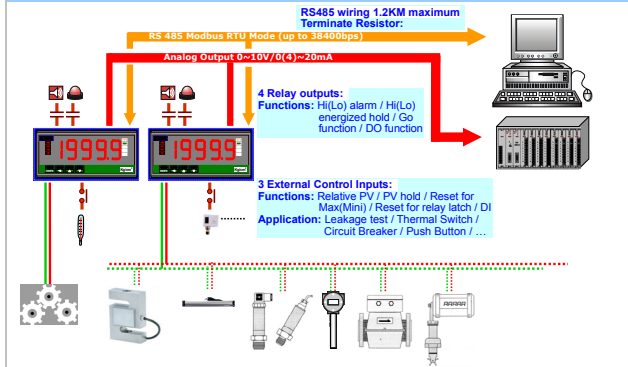 RS485 wiring 1.2KM maximum
Terminate Resistor:
RS 485 Modbus RTU Mode (up to 38400bps)
Analog Output 0~10V/0(4)~20mA
4 Relay outputs:
Functions: Hi(Lo) alarm / Hi(Lo)
energized hold / Go
function / DO function
1999.9
1999.9
3 External Control Inputs:
Functions: Relative PV / PV hold / Reset for
Max(Mini) / Reset for relay latch / DI
Application: Leakage test / Thermal Switch /
Circuit Breaker / Push Button / …